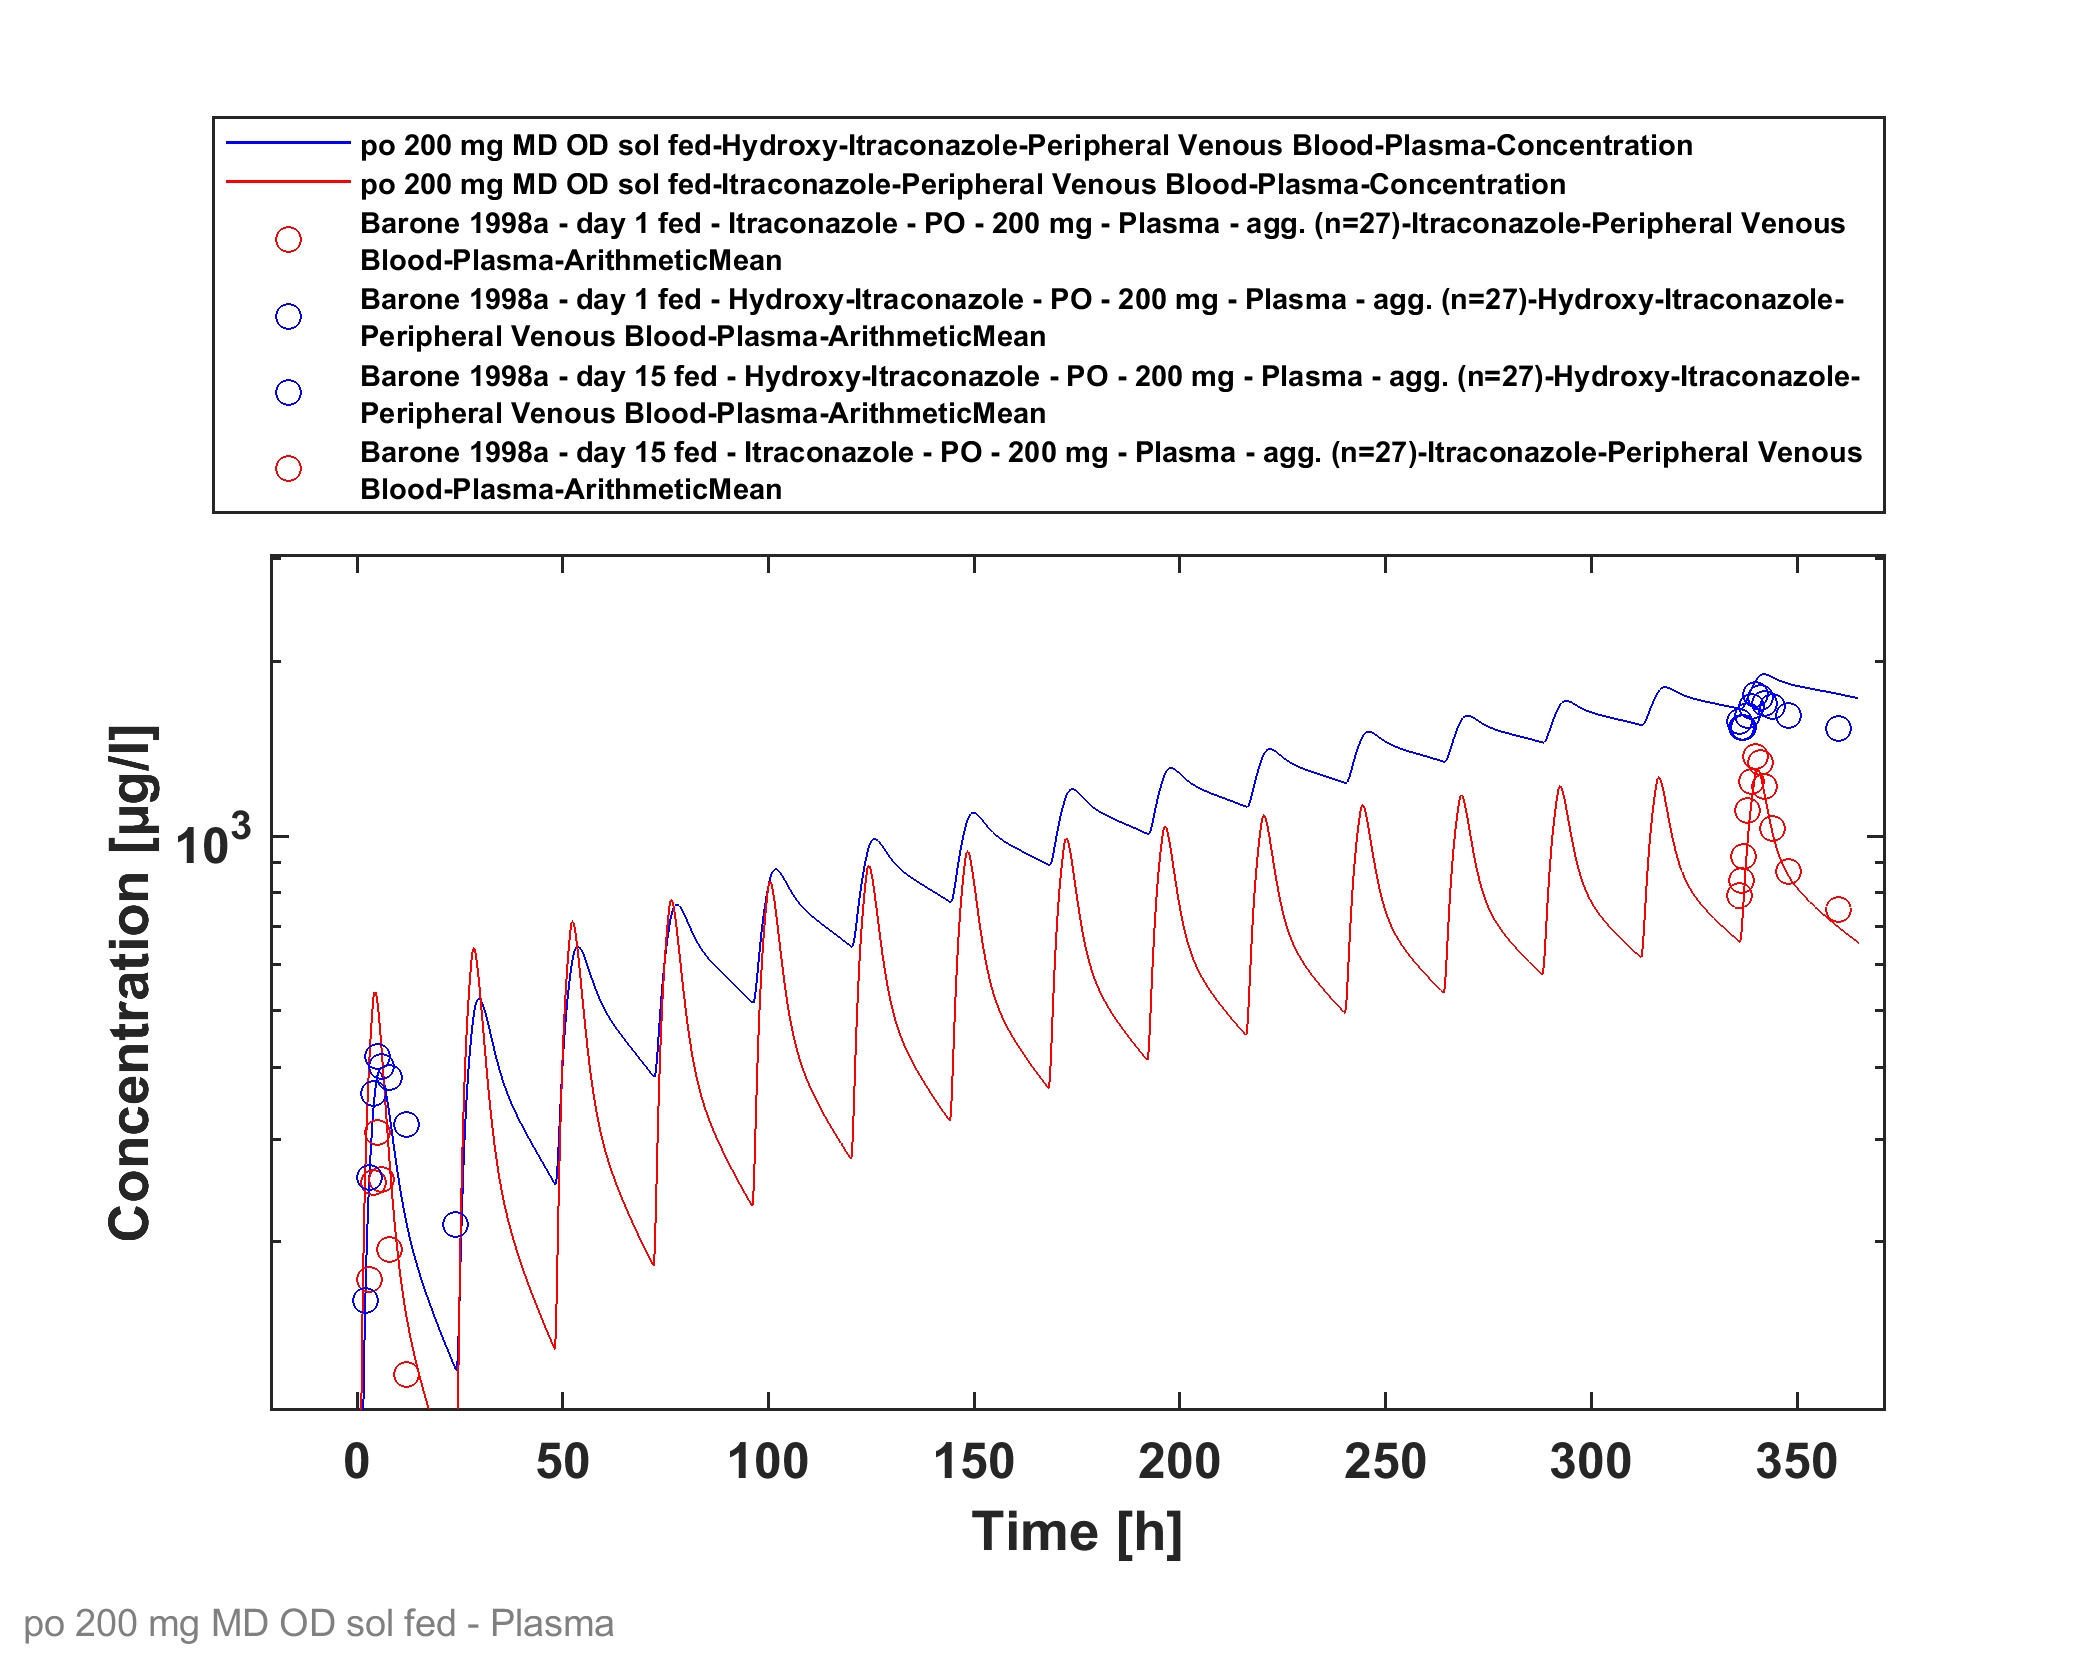 po 200 mg MD OD sol fed-Hydroxy-Itraconazole-Peripheral Venous Blood-Plasma-Concentration
po 200 mg MD OD sol fed-Itraconazole-Peripheral Venous Blood-Plasma-Concentration
Barone 1998a - day 1 fed - Itraconazole - PO - 200 mg - Plasma - agg. (n=27)-Itraconazole-Peripheral Venous
Blood-Plasma-ArithmeticMean
Barone 1998a - day 1 fed - Hydroxy-Itraconazole - PO - 200 mg - Plasma - agg. (n=27)-Hydroxy-Itraconazole-
Peripheral Venous Blood-Plasma-ArithmeticMean
Barone 1998a - day 15 fed - Hydroxy-Itraconazole - PO - 200 mg - Plasma - agg. (n=27)-Hydroxy-Itraconazole-
Peripheral Venous Blood-Plasma-ArithmeticMean
Barone 1998a - day 15 fed - Itraconazole - PO - 200 mg - Plasma - agg. (n=27)-Itraconazole-Peripheral Venous
Blood-Plasma-ArithmeticMean
Concentration [µg/l]
10³
0 50 100 150 200 250 300 350
Time [h]
po 200 mg MD OD sol fed - Plasma